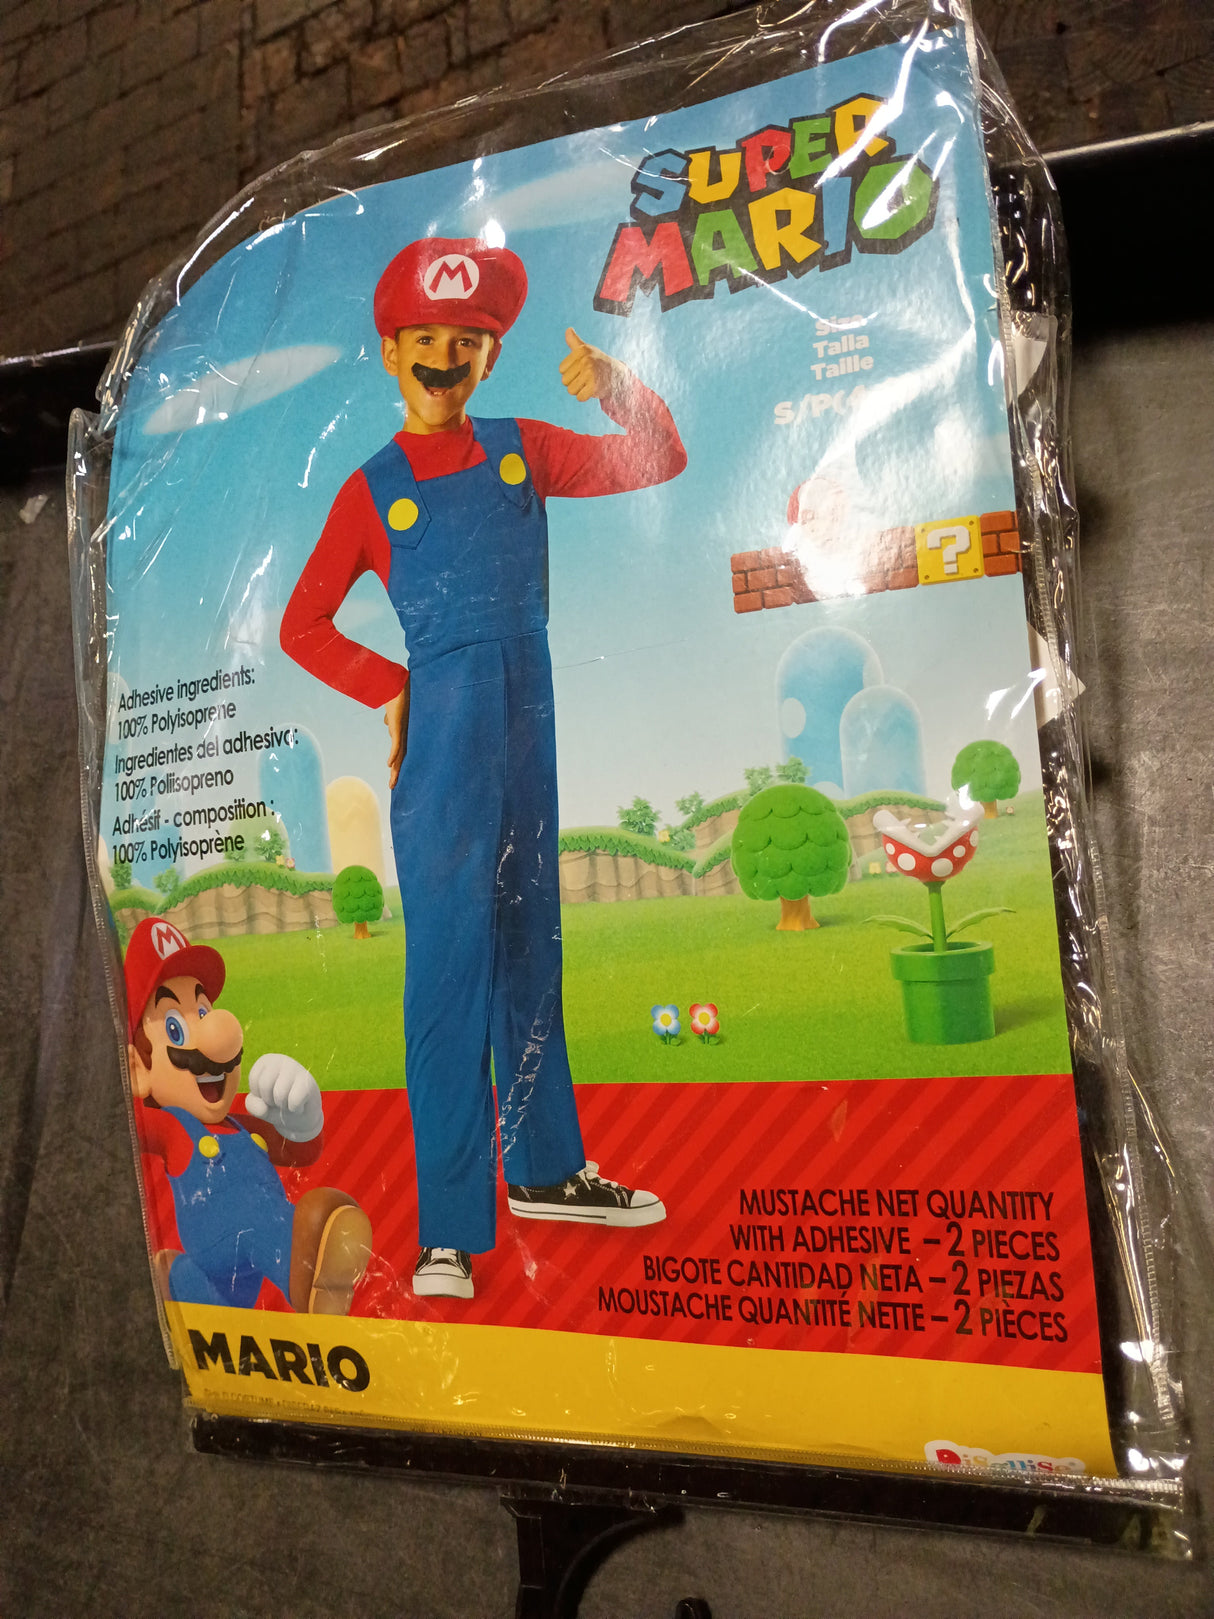 SUPER
MARIO
Size
Talla
Taille
S/P(
M
Adhesive ingredients:
100% Polyisoprene
Ingredientes del adhesivo:
100% Poliisopreno
Adhésif - composition :
100% Polyisoprène
?
M
MUSTACHE NET QUANTITY
WITH ADHESIVE – 2 PIECES
BIGOTE CANTIDAD NETA – 2 PIEZAS
MOUSTACHE QUANTITÉ NETTE – 2 PIÈCES
MARIO